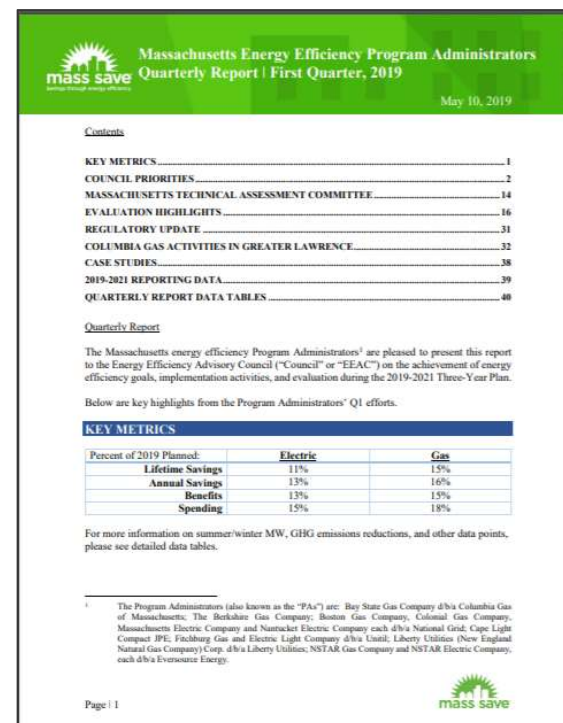 mass save
Savings through energy efficiency
Massachusetts Energy Efficiency Program Administrators
Quarterly Report | First Quarter, 2019
May 10, 2019
Contents
KEY METRICS ........ 1
COUNCIL PRIORITIES ........ 2
MASSACHUSETTS TECHNICAL ASSESSMENT COMMITTEE ........ 14
EVALUATION HIGHLIGHTS ........ 16
REGULATORY UPDATE ........ 31
COLUMBIA GAS ACTIVITIES IN GREATER LAWRENCE ........ 32
CASE STUDIES ........ 38
2019-2021 REPORTING DATA ........ 39
QUARTERLY REPORT DATA TABLES ........ 40
Quarterly Report
The Massachusetts energy efficiency Program Administrators¹ are pleased to present this report
to the Energy Efficiency Advisory Council ("Council" or "EEAC") on the achievement of energy
efficiency goals, implementation activities, and evaluation during the 2019-2021 Three-Year Plan.
Below are key highlights from the Program Administrators' Q1 efforts.
KEY METRICS
Percent of 2019 Planned: Electric Gas
Lifetime Savings 11% 15%
Annual Savings 13% 16%
Benefits 13% 15%
Spending 15% 18%
For more information on summer/winter MW, GHG emissions reductions, and other data points,
please see detailed data tables.
1 The Program Administrators (also known as the "PAs") are: Bay State Gas Company d/b/a Columbia Gas
of Massachusetts; The Berkshire Gas Company; Boston Gas Company, Colonial Gas Company,
Massachusetts Electric Company and Nantucket Electric Company each d/b/a National Grid; Cape Light
Compact JPE; Fitchburg Gas and Electric Light Company d/b/a Unitil; Liberty Utilities (New England
Natural Gas Company) Corp. d/b/a Liberty Utilities; NSTAR Gas Company and NSTAR Electric Company,
each d/b/a Eversource Energy.
Page | 1
mass save